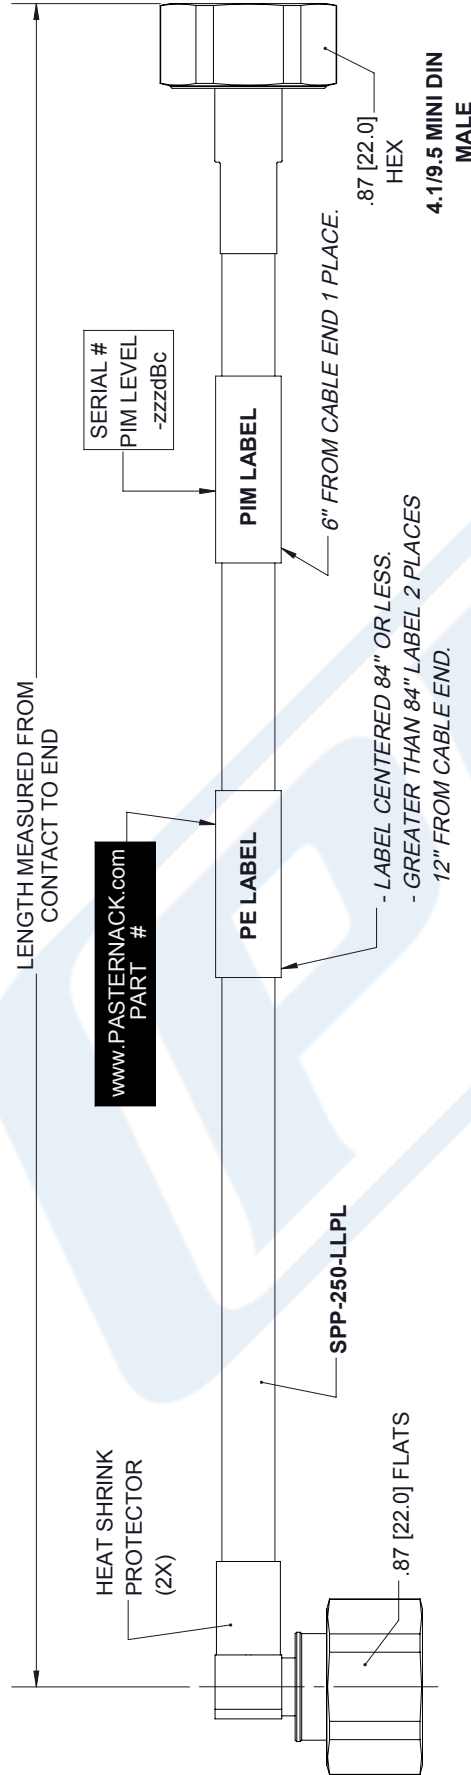 LENGTH MEASURED FROM
CONTACT TO END
HEAT SHRINK
PROTECTOR
(2X)
www.PASTERNACK.com
PART #
SERIAL #
PIM LEVEL
-zzzdBc
PE LABEL
PIM LABEL
.87 [22.0] FLATS
SPP-250-LLPL
- LABEL CENTERED 84" OR LESS.
- GREATER THAN 84" LABEL 2 PLACES
12" FROM CABLE END.
6" FROM CABLE END 1 PLACE.
.87 [22.0]
HEX
4.1/9.5 MINI DIN
MALE